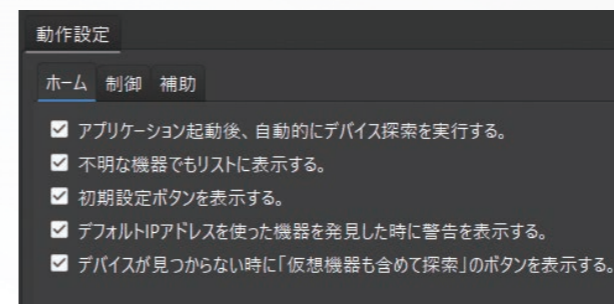 動作設定
ホーム 制御 補助
アプリケーション起動後、自動的にデバイス探索を実行する。
不明な機器でもリストに表示する。
初期設定ボタンを表示する。
デフォルトIPアドレスを使った機器を発見した時に警告を表示する。
デバイスが見つからない時に「仮想機器も含めて探索」のボタンを表示する。